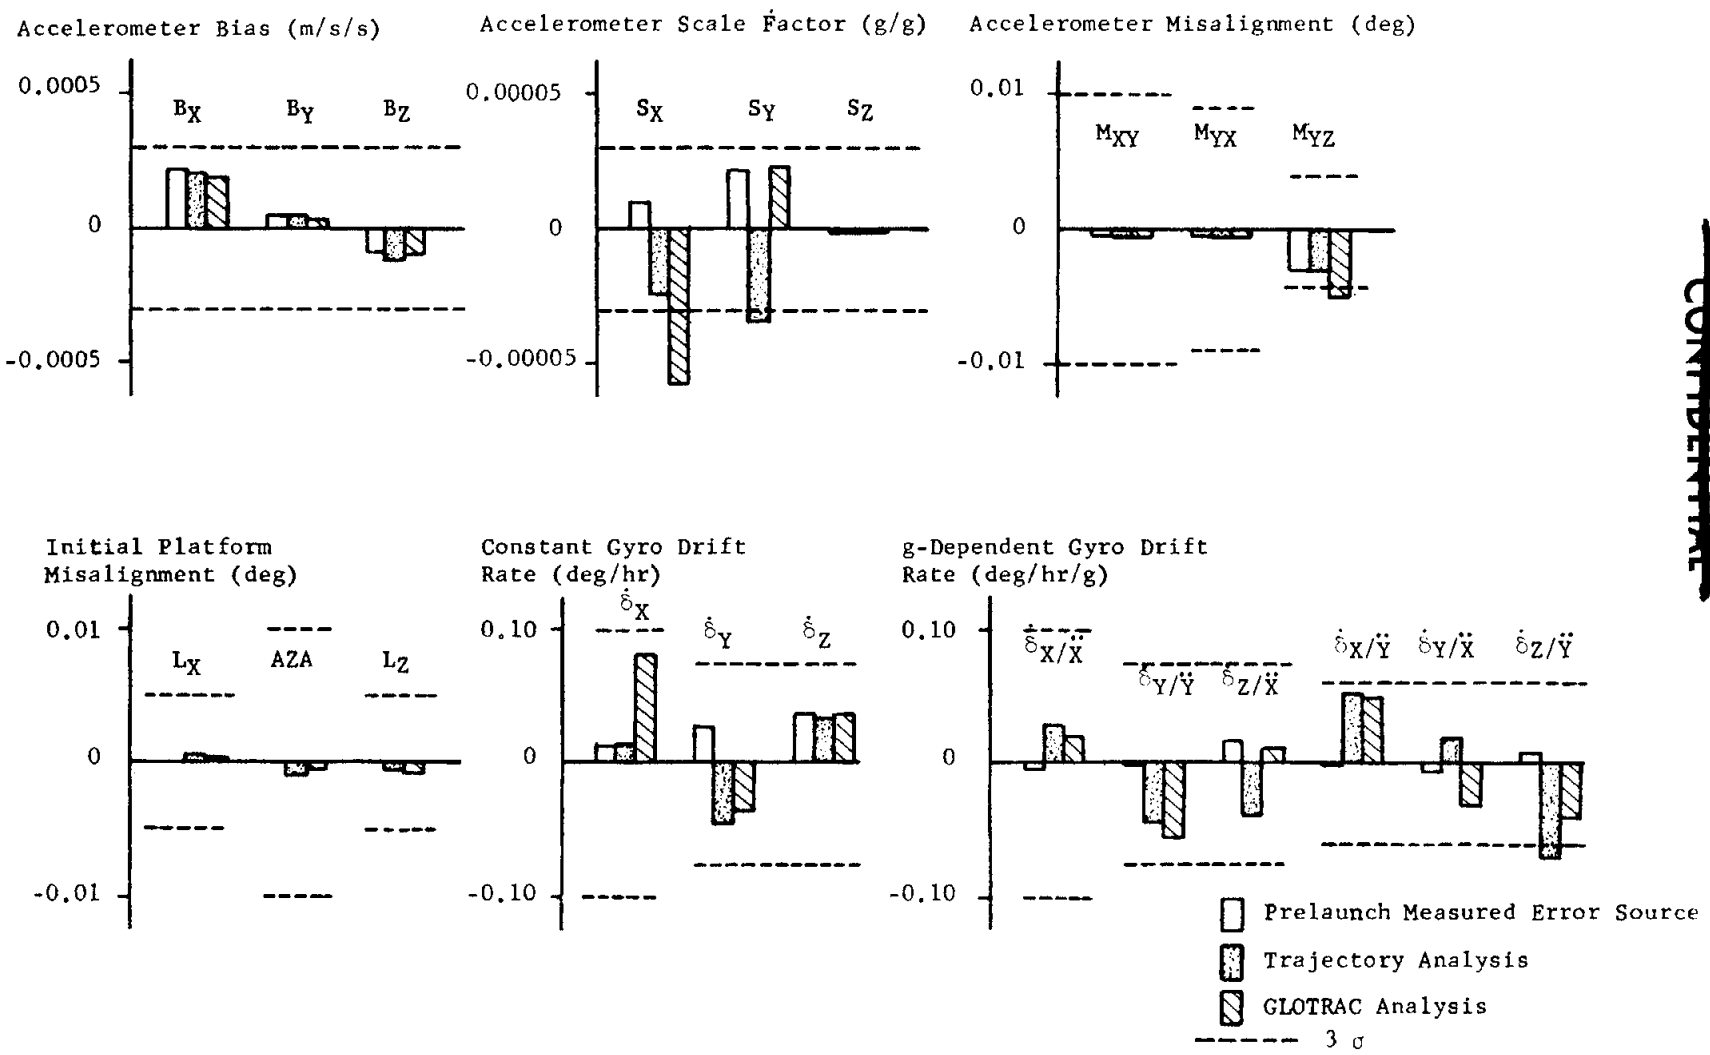 Accelerometer Bias (m/s/s)
0.0005
B_X B_Y B_Z
0
-0.0005
Accelerometer Scale Factor (g/g)
0.00005
S_X S_Y S_Z
0
-0.00005
Accelerometer Misalignment (deg)
0.01
M_XY M_YX M_YZ
0
-0.01
CONFIDENTIAL
Initial Platform
Misalignment (deg)
0.01
L_X AZA L_Z
0
-0.01
Constant Gyro Drift
Rate (deg/hr)
δ̇_X
0.10
δ̇_Y δ̇_Z
0
-0.10
g-Dependent Gyro Drift
Rate (deg/hr/g)
0.10
δ̇_X/Ẍ δ̇_Y/Ÿ δ̇_Z/Ẍ δ̇_X/Ÿ δ̇_Y/Ẍ δ̇_Z/Ÿ
0
-0.10
Prelaunch Measured Error Source
Trajectory Analysis
GLOTRAC Analysis
3 σ